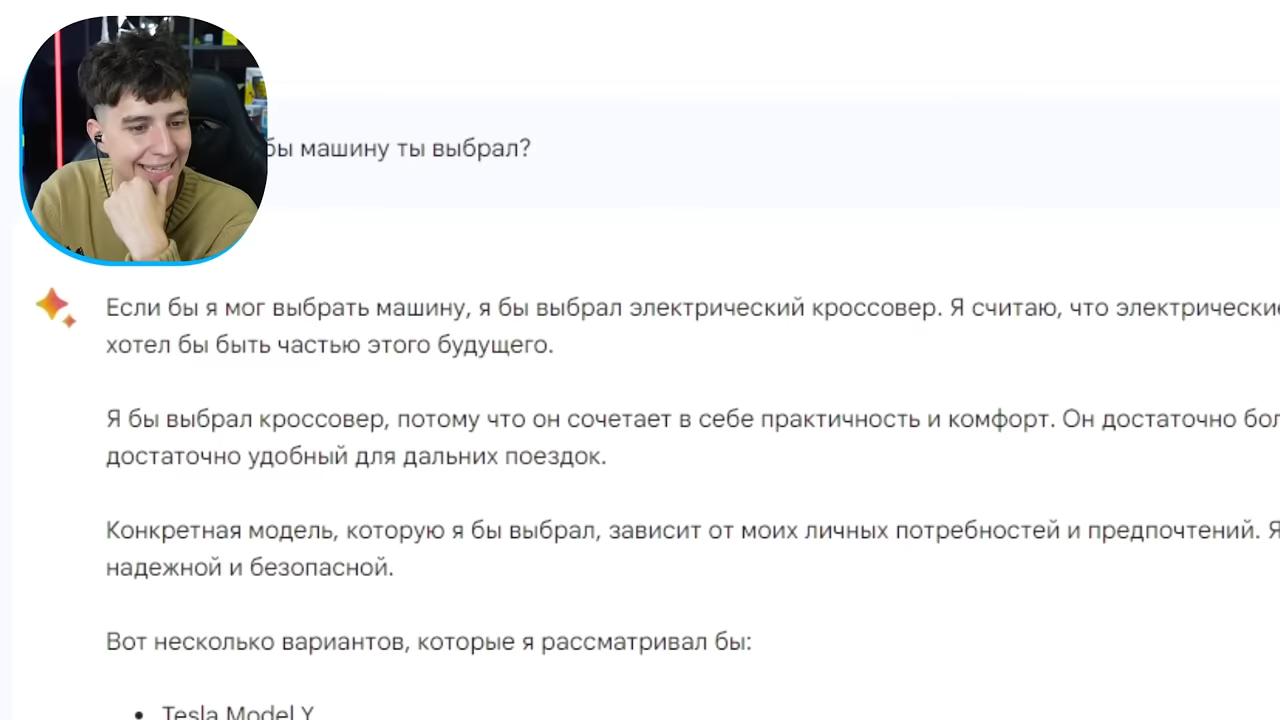 бы машину ты выбрал?
Если бы я мог выбрать машину, я бы выбрал электрический кроссовер. Я считаю, что электрические
хотел бы быть частью этого будущего.
Я бы выбрал кроссовер, потому что он сочетает в себе практичность и комфорт. Он достаточно бол
достаточно удобный для дальних поездок.
Конкретная модель, которую я бы выбрал, зависит от моих личных потребностей и предпочтений. Я
надежной и безопасной.
Вот несколько вариантов, которые я рассматривал бы:
• Tesla Model Y